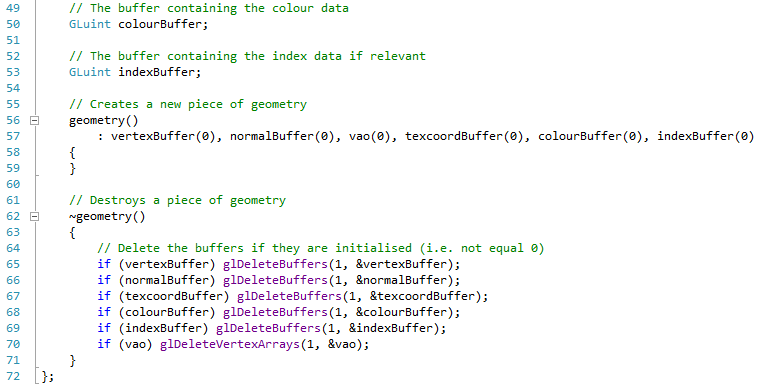 49 // The buffer containing the colour data
50 GLuint colourBuffer;
51
52 // The buffer containing the index data if relevant
53 GLuint indexBuffer;
54
55 // Creates a new piece of geometry
56 geometry()
57 : vertexBuffer(0), normalBuffer(0), vao(0), texcoordBuffer(0), colourBuffer(0), indexBuffer(0)
58 {
59 }
60
61 // Destroys a piece of geometry
62 ~geometry()
63 {
64 // Delete the buffers if they are initialised (i.e. not equal 0)
65 if (vertexBuffer) glDeleteBuffers(1, &vertexBuffer);
66 if (normalBuffer) glDeleteBuffers(1, &normalBuffer);
67 if (texcoordBuffer) glDeleteBuffers(1, &texcoordBuffer);
68 if (colourBuffer) glDeleteBuffers(1, &colourBuffer);
69 if (indexBuffer) glDeleteBuffers(1, &indexBuffer);
70 if (vao) glDeleteVertexArrays(1, &vao);
71 }
72 };